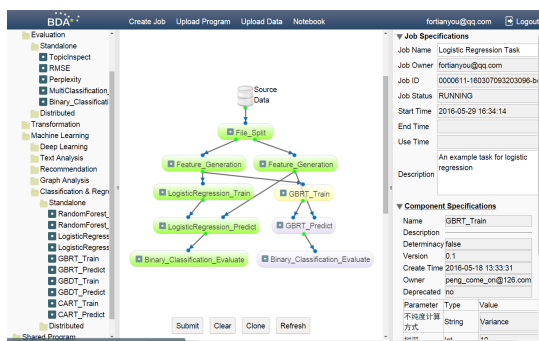 BDA
Create Job
Upload Program
Upload Data
Notebook
fortianyou@qq.com
Logout
Evaluation
Standalone
TopicInspect
RMSE
Perplexity
MultiClassification_
Binary_Classificati
Distributed
Transformation
Machine Learning
Deep Learning
Text Analysis
Recommendation
Graph Analysis
Classification & Regre
Standalone
RandomForest_
RandomForest_
LogisticRegress
LogisticRegress
GBRT_Train
GBRT_Predict
GBDT_Train
GBDT_Predict
CART_Train
CART_Predict
Distributed
Shared Program
Source
Data
File_Split
Feature_Generation
Feature_Generation
LogisticRegression_Train
GBRT_Train
LogisticRegression_Predict
GBRT_Predict
Binary_Classification_Evaluate
Binary_Classification_Evaluate
Submit
Clear
Clone
Refresh
Job Specifications
Job Name Logistic Regression Task
Job Owner fortianyou@qq.com
Job ID 0000611-160307093203096-b
Job Status RUNNING
Start Time 2016-05-29 16:34:14
End Time
Use Time
Description
An example task for logistic
regression
Component Specifications
Name GBRT_Train
Description
Determinacy false
Version 0.1
Create Time 2016-05-18 13:33:31
Owner peng_come_on@126.com
Deprecated no
Parameter Type Value
不纯度计算
方式
String Variance
Int 10